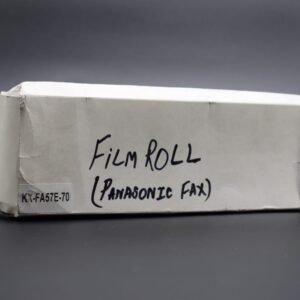 FILM ROLL
(PANASONIC FAX)
KX-FA57E-70